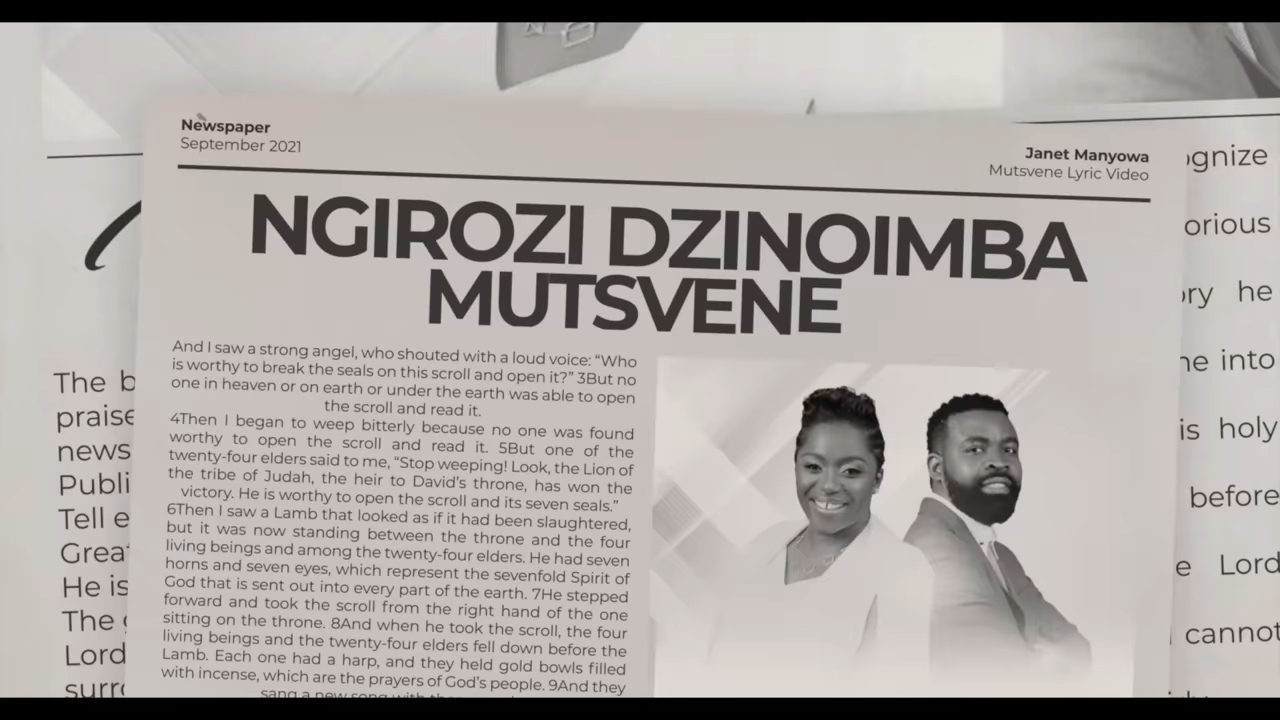 Newspaper
September 2021
Janet Manyowa
Mutsvene Lyric Video
NGIROZI DZINOIMBA
MUTSVENE
And I saw a strong angel, who shouted with a loud voice: “Who
is worthy to break the seals on this scroll and open it?” 3But no
one in heaven or on earth or under the earth was able to open
the scroll and read it.
4Then I began to weep bitterly because no one was found
worthy to open the scroll and read it. 5But one of the
twenty-four elders said to me, “Stop weeping! Look, the Lion of
the tribe of Judah, the heir to David’s throne, has won the
victory. He is worthy to open the scroll and its seven seals.”
6Then I saw a Lamb that looked as if it had been slaughtered,
but it was now standing between the throne and the four
living beings and among the twenty-four elders. He had seven
horns and seven eyes, which represent the sevenfold Spirit of
God that is sent out into every part of the earth. 7He stepped
forward and took the scroll from the right hand of the one
sitting on the throne. 8And when he took the scroll, the four
living beings and the twenty-four elders fell down before the
Lamb. Each one had a harp, and they held gold bowls filled
with incense, which are the prayers of God’s people. 9And they
sang a new song with
The b
praise
news
Publi
Tell e
Great
He is
The
Lord
surr
ognize
orious
ory he
ne into
is holy
before
e Lord
cannot